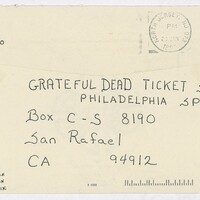 GRATEFUL DEAD TICKET S
PHILADELPHIA SP
Box C-S 8190
San Rafael
CA 94912